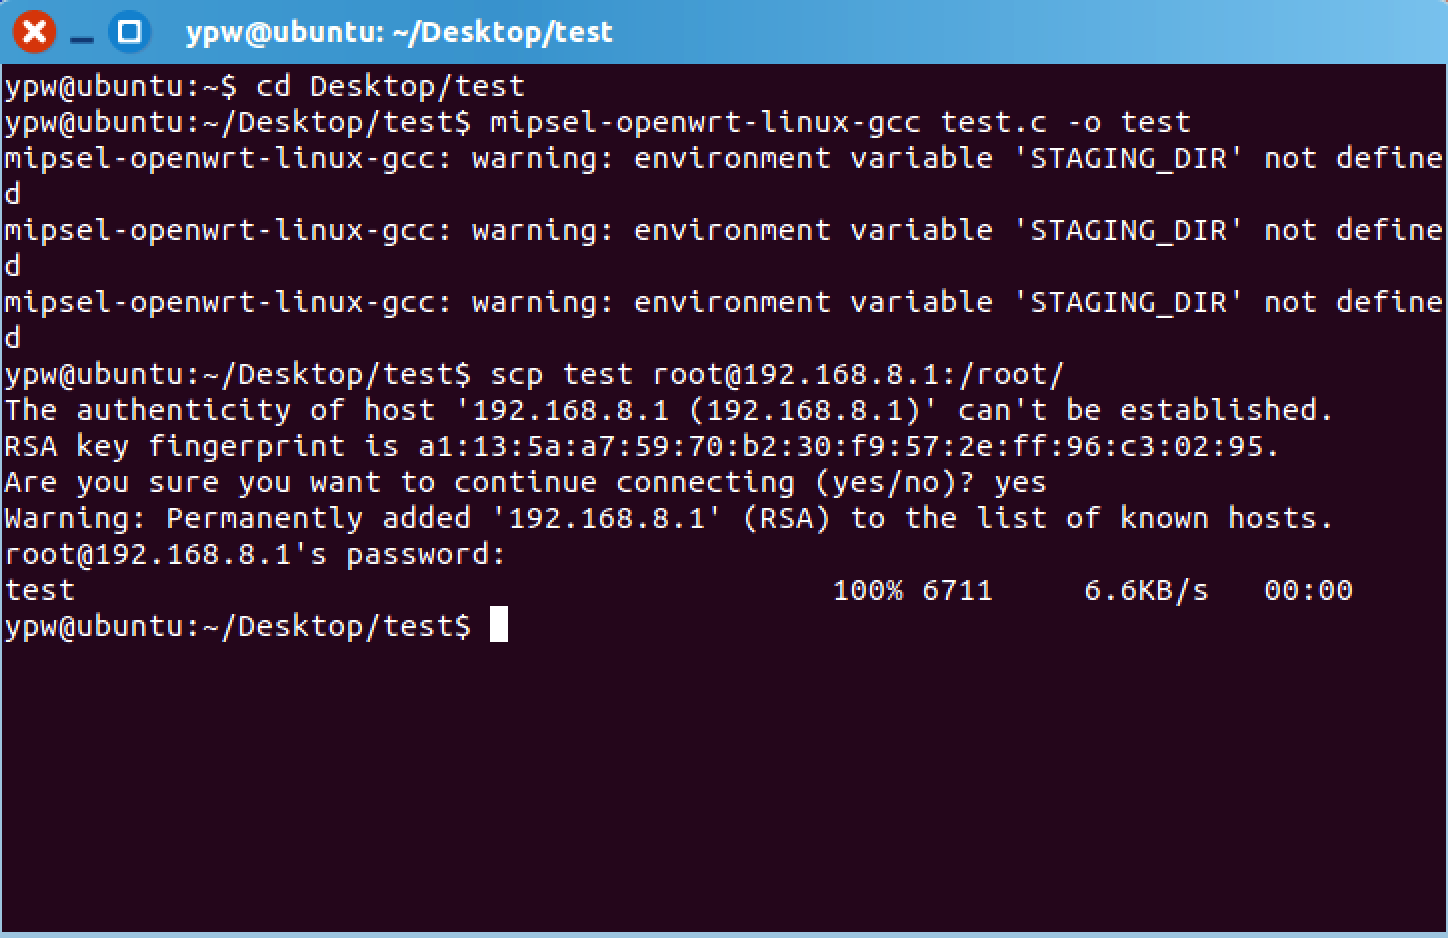 ypw@ubuntu: ~/Desktop/test
ypw@ubuntu:~$ cd Desktop/test
ypw@ubuntu:~/Desktop/test$ mipsel-openwrt-linux-gcc test.c -o test
mipsel-openwrt-linux-gcc: warning: environment variable 'STAGING_DIR' not define
d
mipsel-openwrt-linux-gcc: warning: environment variable 'STAGING_DIR' not define
d
mipsel-openwrt-linux-gcc: warning: environment variable 'STAGING_DIR' not define
d
ypw@ubuntu:~/Desktop/test$ scp test root@192.168.8.1:/root/
The authenticity of host '192.168.8.1 (192.168.8.1)' can't be established.
RSA key fingerprint is a1:13:5a:a7:59:70:b2:30:f9:57:2e:ff:96:c3:02:95.
Are you sure you want to continue connecting (yes/no)? yes
Warning: Permanently added '192.168.8.1' (RSA) to the list of known hosts.
root@192.168.8.1's password:
test 100% 6711 6.6KB/s 00:00
ypw@ubuntu:~/Desktop/test$